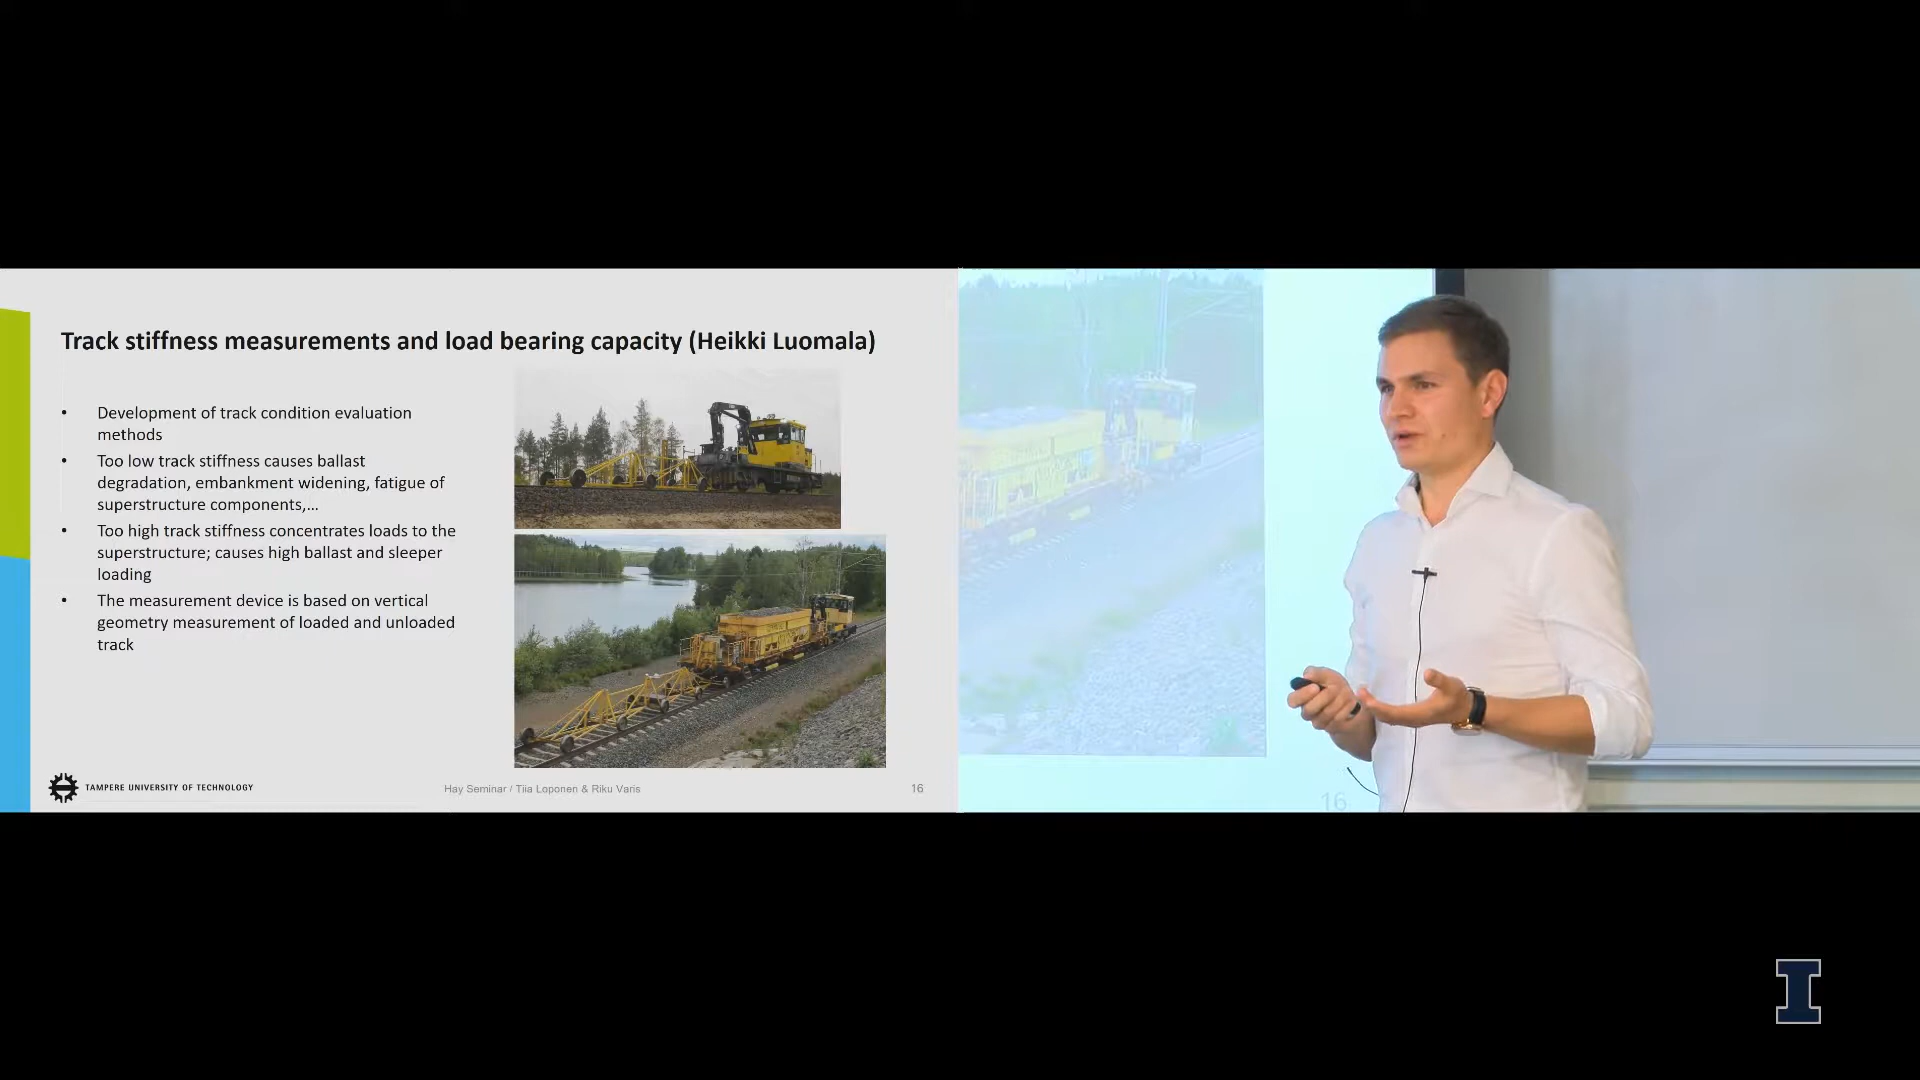 Track stiffness measurements and load bearing capacity (Heikki Luomala)
• Development of track condition evaluation
methods
• Too low track stiffness causes ballast
degradation, embankment widening, fatigue of
superstructure components,...
• Too high track stiffness concentrates loads to the
superstructure; causes high ballast and sleeper
loading
• The measurement device is based on vertical
geometry measurement of loaded and unloaded
track
TAMPERE UNIVERSITY OF TECHNOLOGY
Hay Seminar / Tiia Loponen & Riku Varis
16
16
I